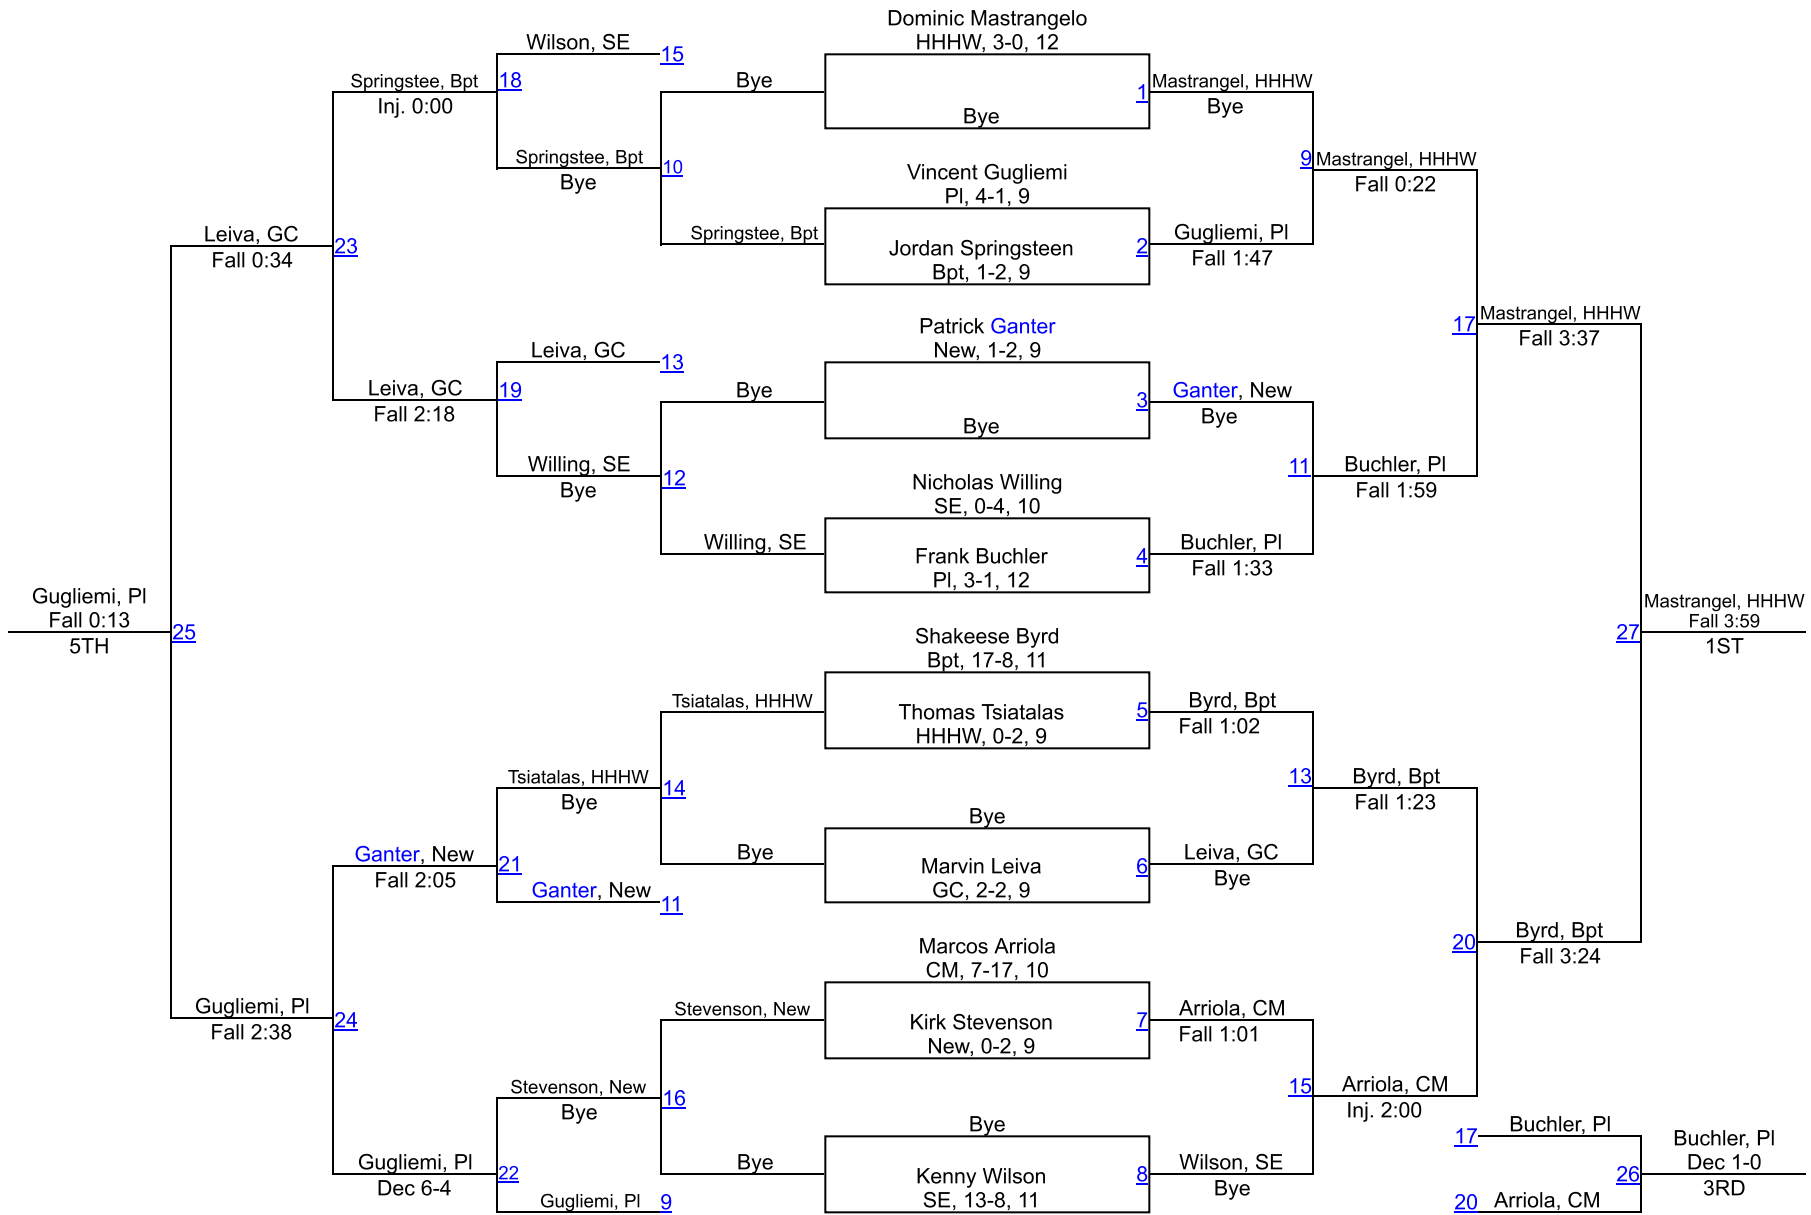 Dominic Mastrangelo
HHHW, 3-0, 12
Wilson, SE
15
Springstee, Bpt
18
Inj. 0:00
Bye
1
Mastrangel, HHHW
Bye
Bye
Springstee, Bpt
10
Bye
9
Mastrangel, HHHW
Fall 0:22
Vincent Gugliemi
Pl, 4-1, 9
Leiva, GC
23
Fall 0:34
Springstee, Bpt
Jordan Springsteen
Bpt, 1-2, 9
2
Gugliemi, Pl
Fall 1:47
Patrick Ganter
New, 1-2, 9
17
Mastrangel, HHHW
Fall 3:37
Leiva, GC
13
Leiva, GC
19
Fall 2:18
Bye
3
Ganter, New
Bye
Bye
Willing, SE
12
Bye
11
Buchler, Pl
Fall 1:59
Nicholas Willing
SE, 0-4, 10
Willing, SE
Frank Buchler
Pl, 3-1, 12
4
Buchler, Pl
Fall 1:33
Gugliemi, Pl
Fall 0:13
25
5TH
Mastrangel, HHHW
Fall 3:59
27
1ST
Shakeese Byrd
Bpt, 17-8, 11
Tsiatalas, HHHW
Thomas Tsiatalas
HHHW, 0-2, 9
5
Byrd, Bpt
Fall 1:02
Tsiatalas, HHHW
14
Bye
13
Byrd, Bpt
Fall 1:23
Bye
Ganter, New
21
Fall 2:05
Ganter, New
11
Bye
Marvin Leiva
GC, 2-2, 9
6
Leiva, GC
Bye
20
Byrd, Bpt
Fall 3:24
Marcos Arriola
CM, 7-17, 10
Gugliemi, Pl
24
Fall 2:38
Stevenson, New
Kirk Stevenson
New, 0-2, 9
7
Arriola, CM
Fall 1:01
Stevenson, New
16
Bye
15
Arriola, CM
Inj. 2:00
Bye
Gugliemi, Pl
22
Dec 6-4
Gugliemi, Pl
9
Bye
Kenny Wilson
SE, 13-8, 11
8
Wilson, SE
Bye
17
Buchler, Pl
Buchler, Pl
Dec 1-0
26
3RD
20
Arriola, CM